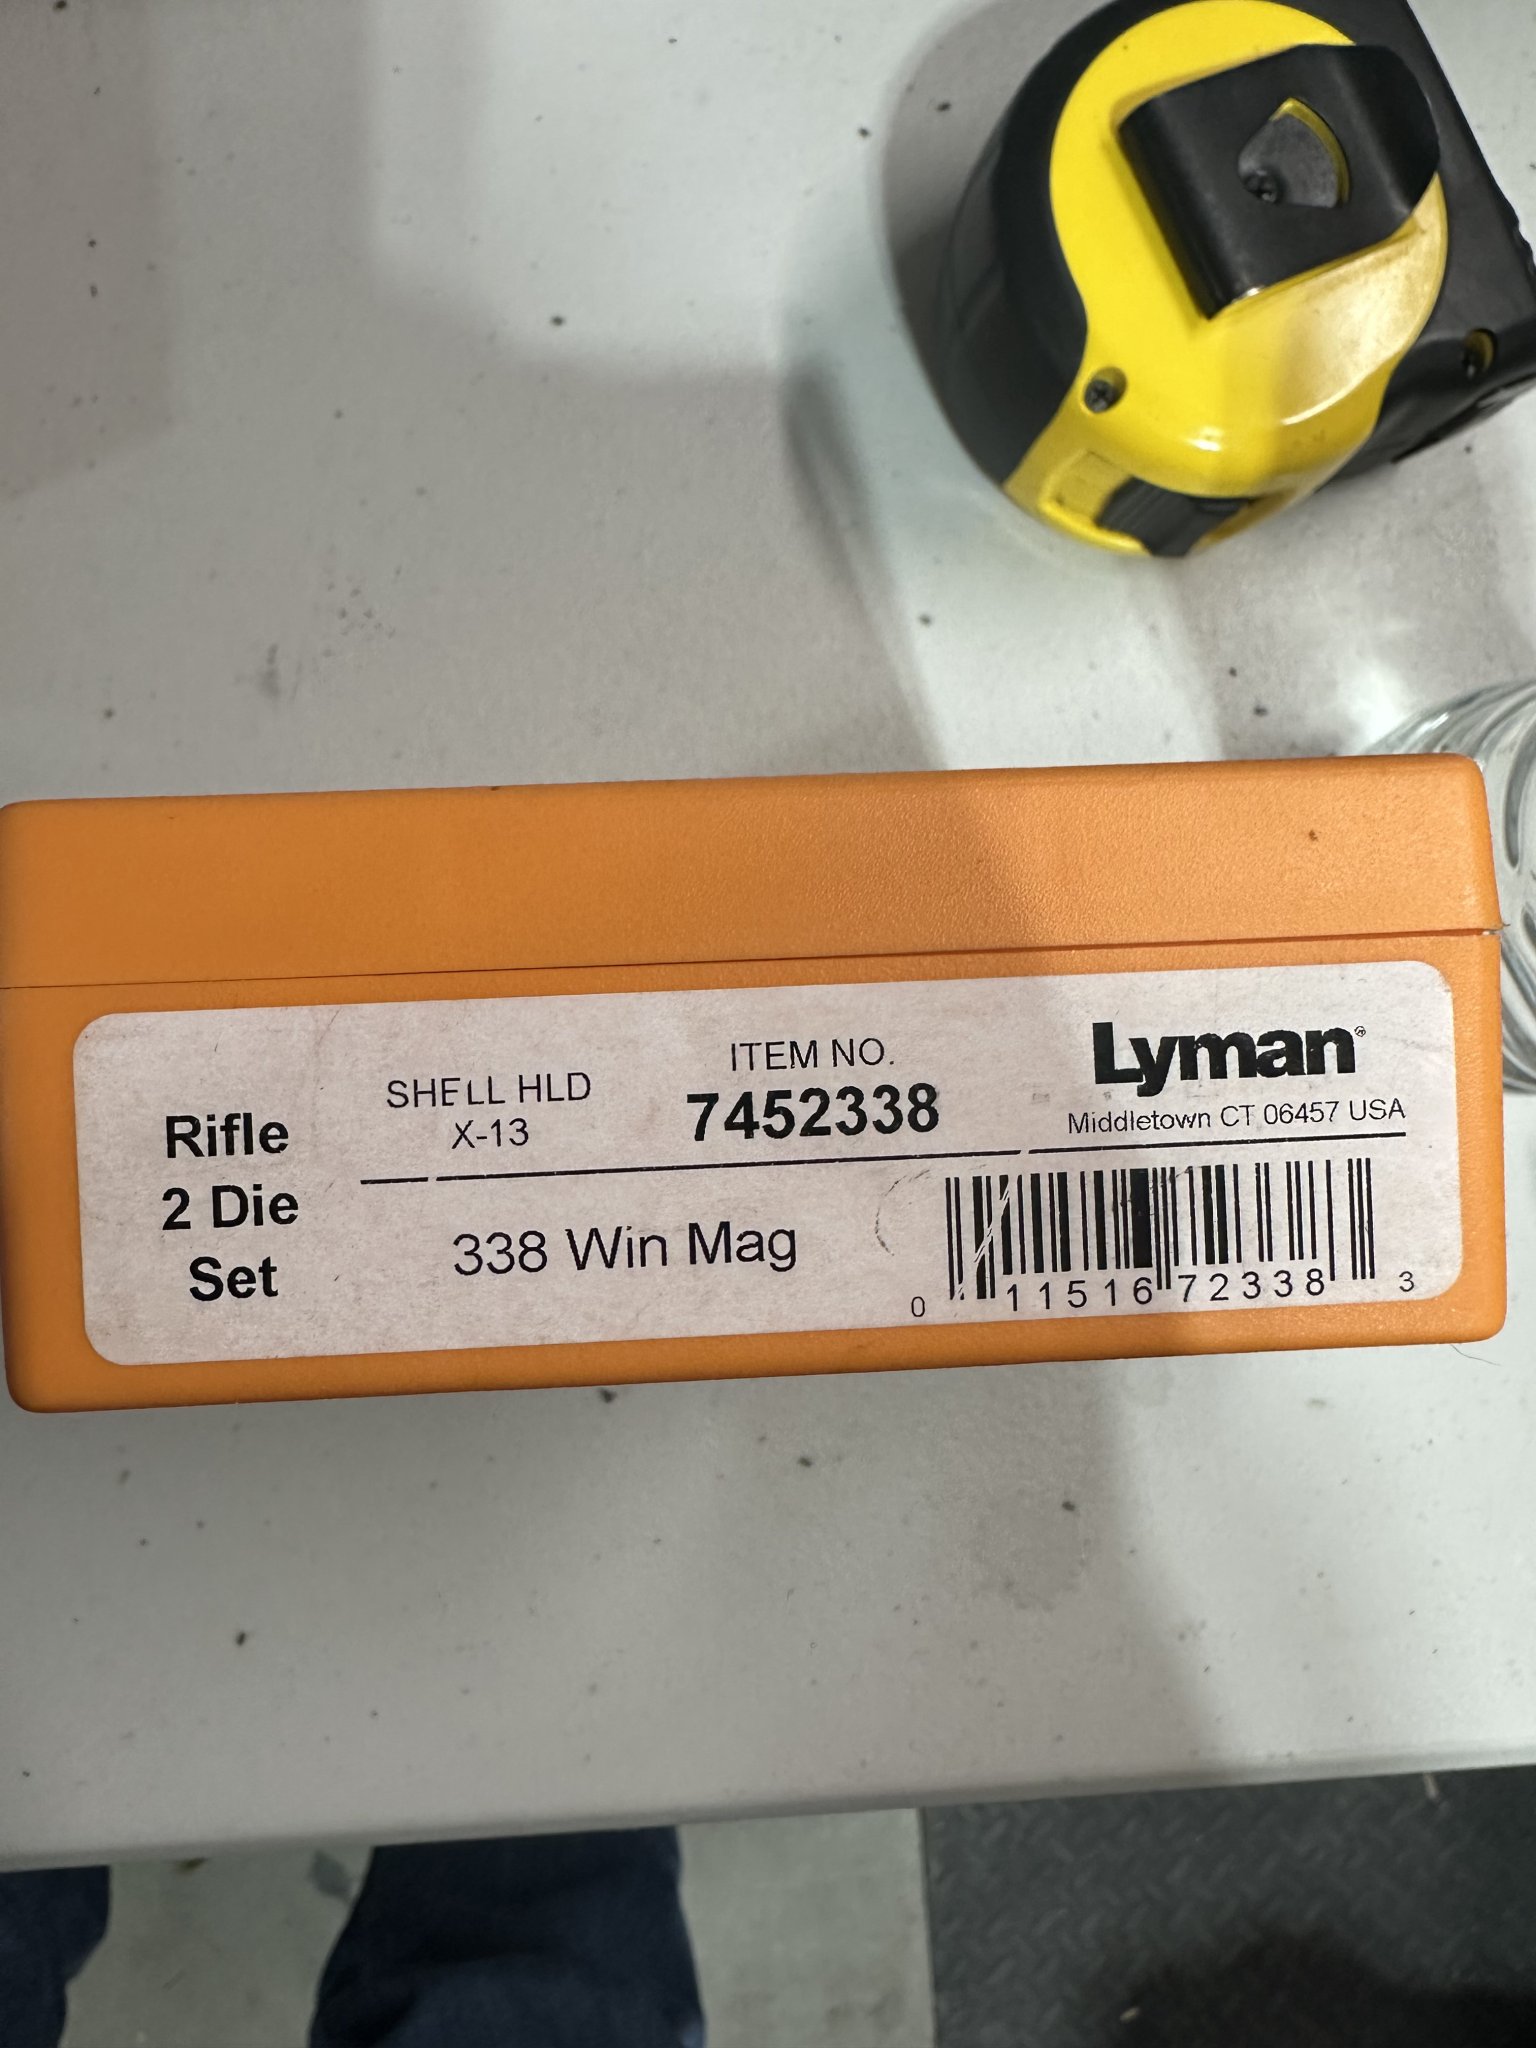 Rifle
2 Die
Set
SHELL HLD
X-13
ITEM NO.
7452338
Lyman®
Middletown CT 06457 USA
338 Win Mag
0 11516 72338 3